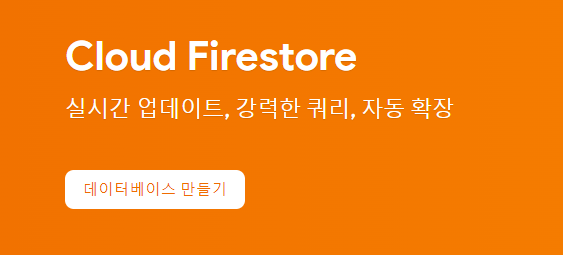 Cloud Firestore
실시간 업데이트, 강력한 쿼리, 자동 확장
데이터베이스 만들기